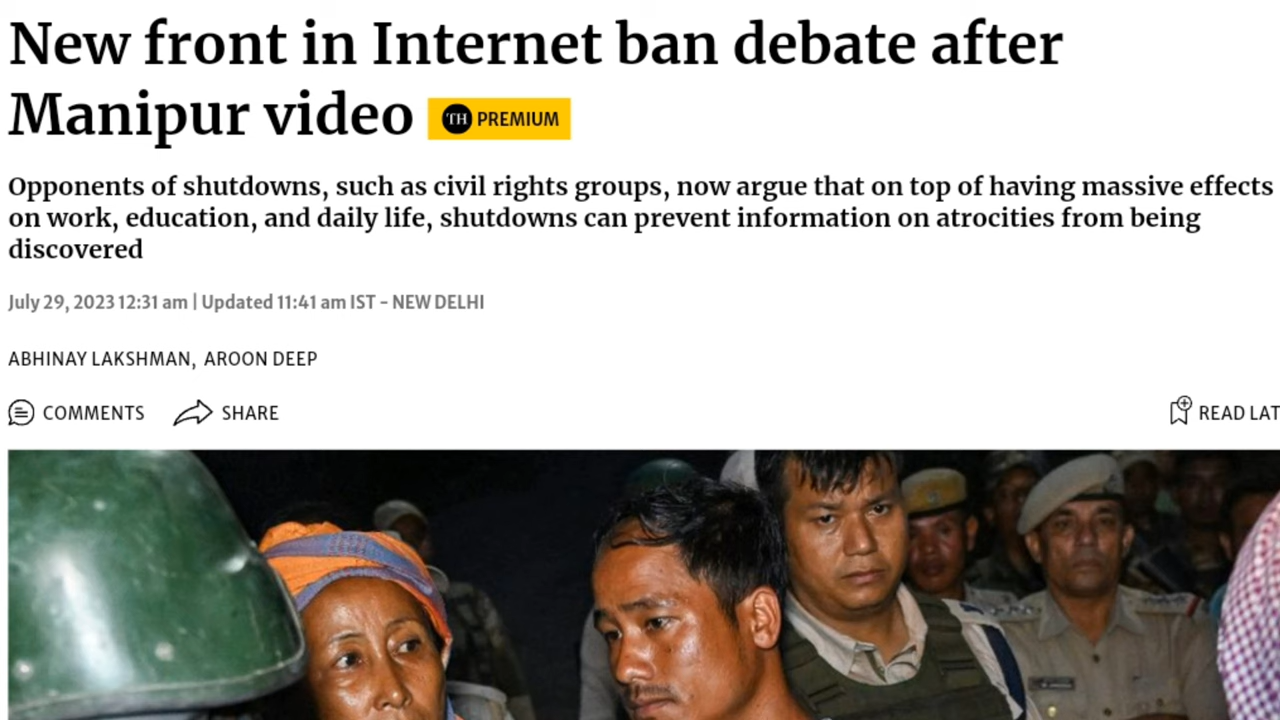 New front in Internet ban debate after
Manipur video TH PREMIUM
Opponents of shutdowns, such as civil rights groups, now argue that on top of having massive effects
on work, education, and daily life, shutdowns can prevent information on atrocities from being
discovered
July 29, 2023 12:31 am | Updated 11:41 am IST - NEW DELHI
ABHINAY LAKSHMAN, AROON DEEP
COMMENTS SHARE READ LAT